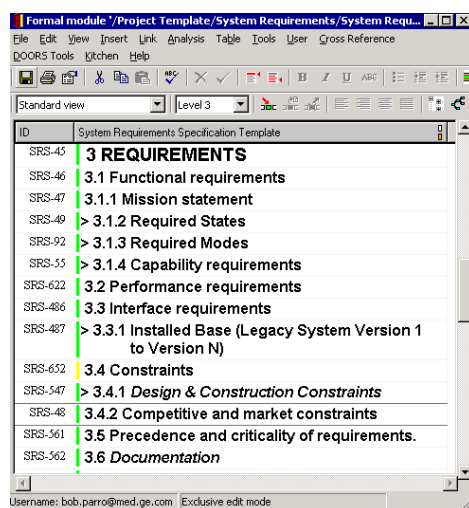 Formal module '/Project Template/System Requirements/System Requ...
File Edit View Insert Link Analysis Table Tools User Cross Reference
DOORS Tools Kitchen Help
B I U ABC
Standard view Level 3
ID System Requirements Specification Template
SRS-45 3 REQUIREMENTS
SRS-46 3.1 Functional requirements
SRS-47 3.1.1 Mission statement
SRS-49 > 3.1.2 Required States
SRS-92 > 3.1.3 Required Modes
SRS-55 > 3.1.4 Capability requirements
SRS-622 3.2 Performance requirements
SRS-486 3.3 Interface requirements
SRS-487 > 3.3.1 Installed Base (Legacy System Version 1
to Version N)
SRS-652 3.4 Constraints
SRS-547 > 3.4.1 Design & Construction Constraints
SRS-48 3.4.2 Competitive and market constraints
SRS-561 3.5 Precedence and criticality of requirements.
SRS-562 3.6 Documentation
Username: bob.parro@med.ge.com Exclusive edit mode